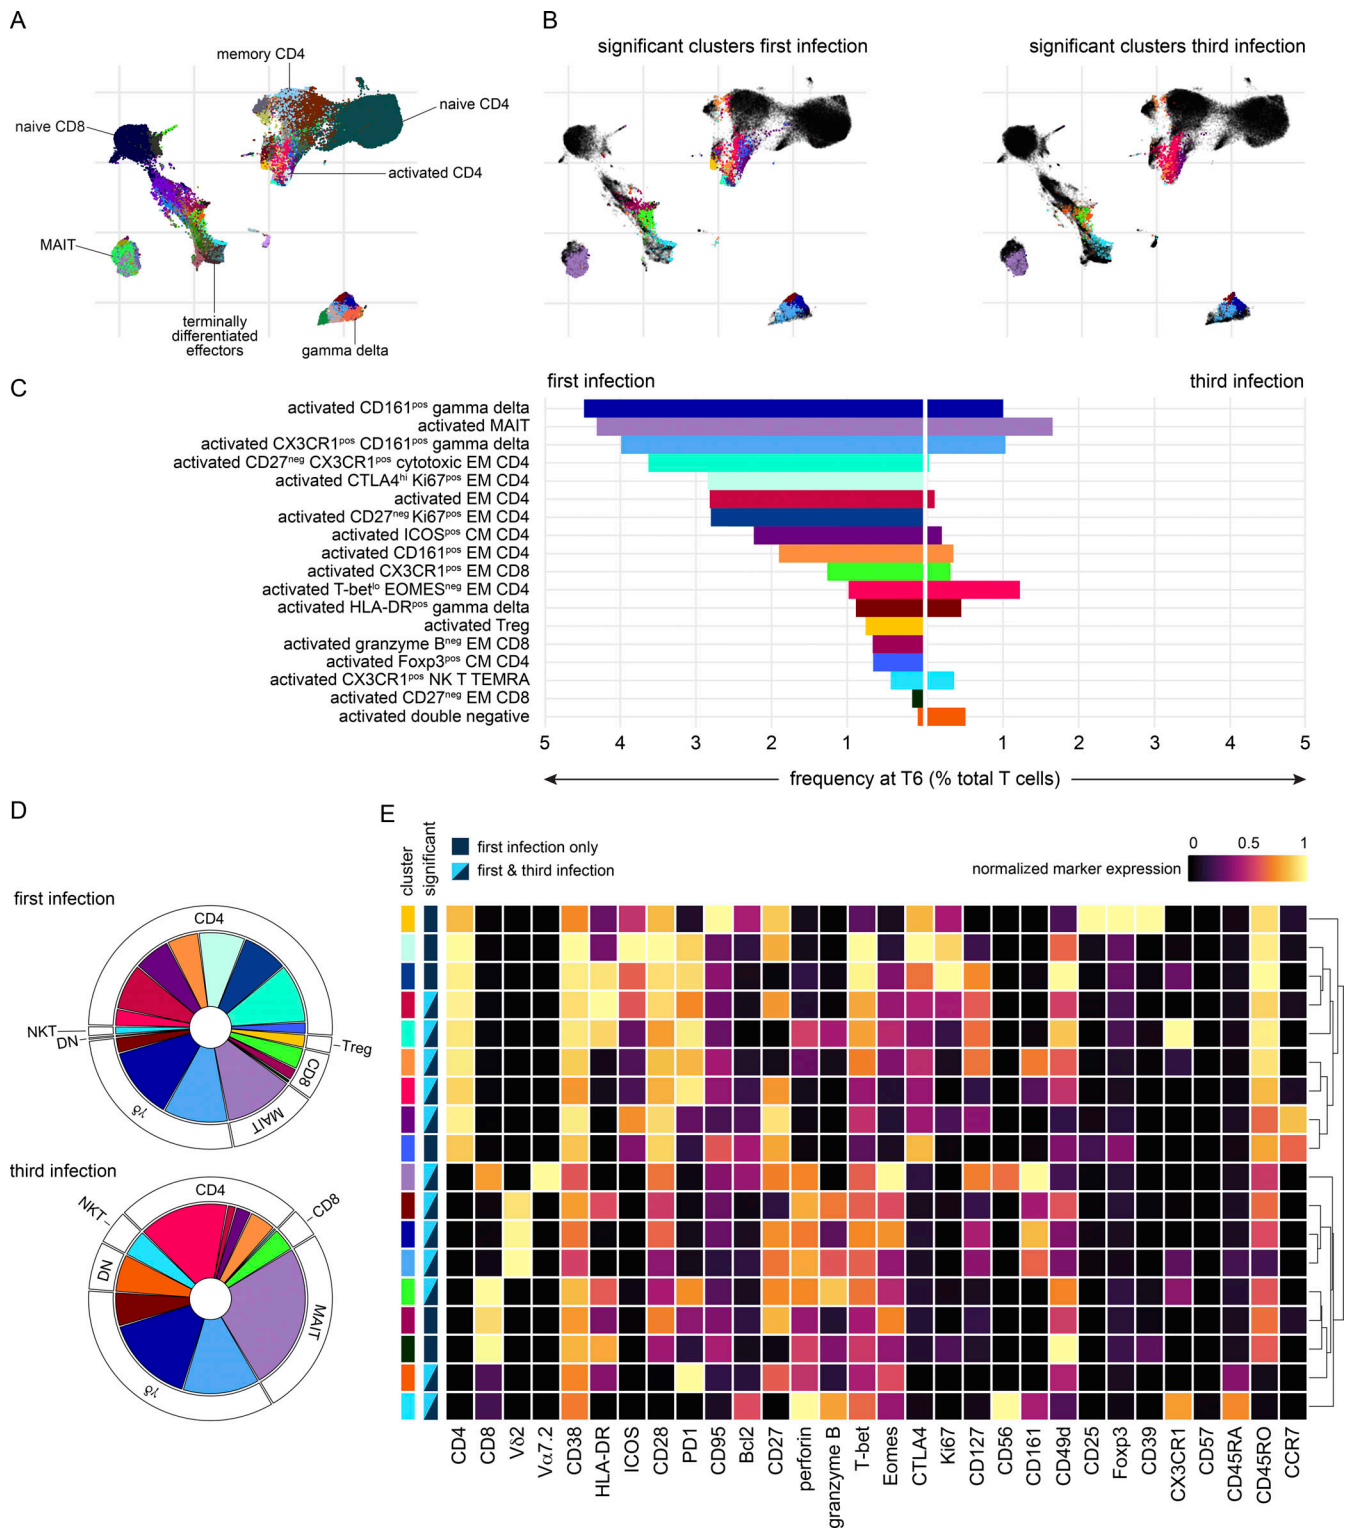 A
memory CD4
naive CD4
naive CD8
activated CD4
MAIT
terminally
differentiated
effectors
gamma delta
B
significant clusters first infection
significant clusters third infection
C
first infection
third infection
activated CD161pos gamma delta
activated MAIT
activated CX3CR1pos CD161pos gamma delta
activated CD27neg CX3CR1pos cytotoxic EM CD4
activated CTLA4hi Ki67pos EM CD4
activated EM CD4
activated CD27neg Ki67pos EM CD4
activated ICOSpos CM CD4
activated CD161pos EM CD4
activated CX3CR1pos EM CD8
activated T-betlo EOMESneg EM CD4
activated HLA-DRpos gamma delta
activated Treg
activated granzyme Bneg EM CD8
activated Foxp3pos CM CD4
activated CX3CR1pos NK T TEMRA
activated CD27neg EM CD8
activated double negative
5 4 3 2 1 1 2 3 4 5
frequency at T6 (% total T cells)
D
first infection
CD4
NKT
DN
Treg
CD8
γδ
MAIT
third infection
CD4
NKT
CD8
DN
MAIT
γδ
E
cluster
significant
first infection only
first & third infection
0 0.5 1
normalized marker expression
CD4
CD8
Vδ2
Vα7.2
CD38
HLA-DR
ICOS
CD28
PD1
CD95
Bcl2
CD27
perforin
granzyme B
T-bet
Eomes
CTLA4
Ki67
CD127
CD56
CD161
CD49d
CD25
Foxp3
CD39
CX3CR1
CD57
CD45RA
CD45RO
CCR7